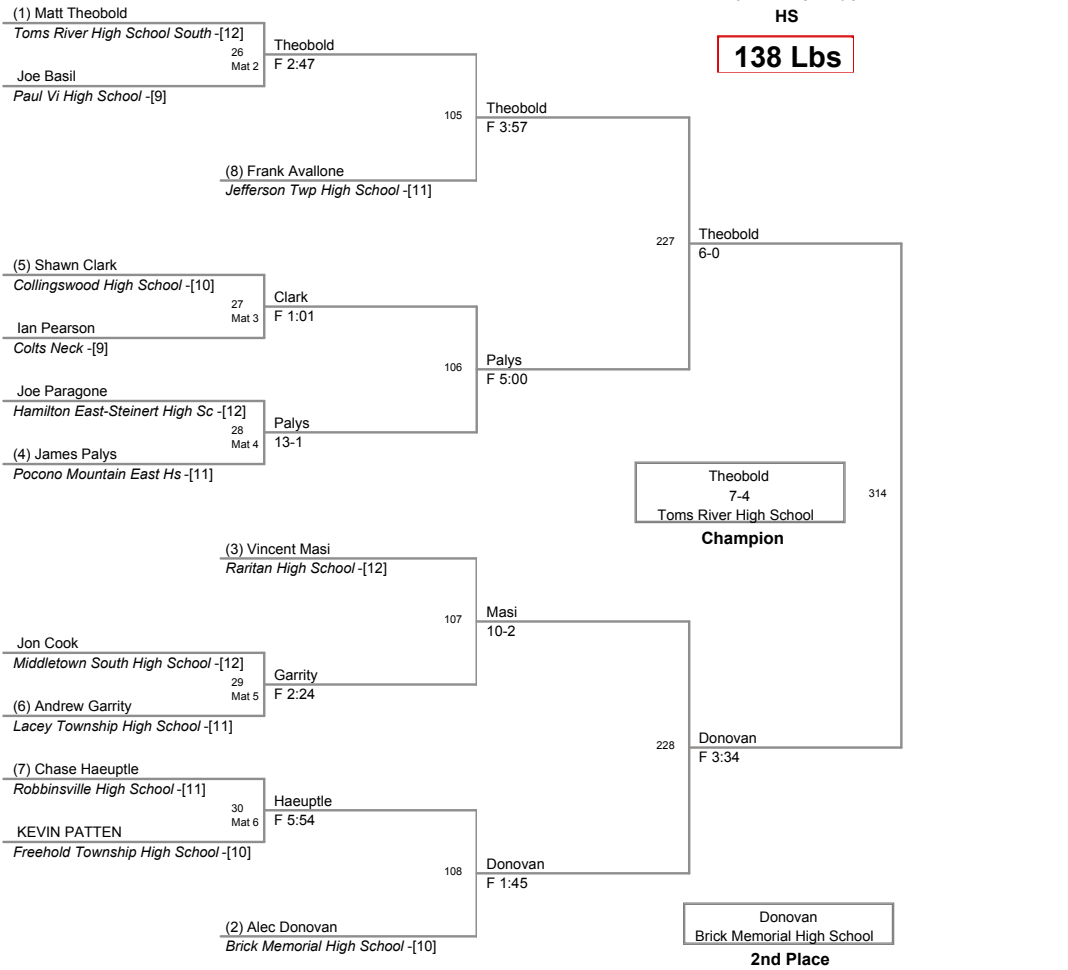 HS
138 Lbs
(1) Matt Theobold
Toms River High School South -[12]
26
Mat 2
Joe Basil
Paul Vi High School -[9]
Theobold
F 2:47
105
(8) Frank Avallone
Jefferson Twp High School -[11]
Theobold
F 3:57
(5) Shawn Clark
Collingswood High School -[10]
27
Mat 3
Ian Pearson
Colts Neck -[9]
Clark
F 1:01
106
Joe Paragone
Hamilton East-Steinert High Sc -[12]
28
Mat 4
(4) James Palys
Pocono Mountain East Hs -[11]
Palys
13-1
Palys
F 5:00
227
Theobold
6-0
Theobold
7-4
Toms River High School
Champion
314
(3) Vincent Masi
Raritan High School -[12]
107
Jon Cook
Middletown South High School -[12]
29
Mat 5
(6) Andrew Garrity
Lacey Township High School -[11]
Garrity
F 2:24
Masi
10-2
228
Donovan
F 3:34
(7) Chase Haeuptle
Robbinsville High School -[11]
30
Mat 6
KEVIN PATTEN
Freehold Township High School -[10]
Haeuptle
F 5:54
108
(2) Alec Donovan
Brick Memorial High School -[10]
Donovan
F 1:45
Donovan
Brick Memorial High School
2nd Place